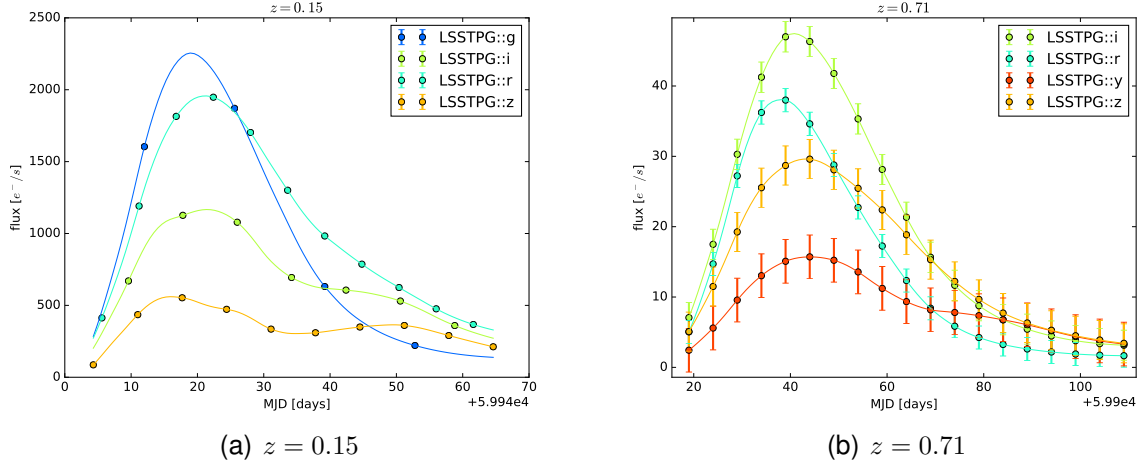 z = 0.15
2500
2000
1500
1000
500
0
flux [e⁻/s]
LSSTPG::g
LSSTPG::i
LSSTPG::r
LSSTPG::z
0 10 20 30 40 50 60 70
MJD [days]
+5.994e4
(a) z = 0.15
z = 0.71
40
30
20
10
0
flux [e⁻/s]
LSSTPG::i
LSSTPG::r
LSSTPG::y
LSSTPG::z
20 40 60 80 100
MJD [days]
+5.99e4
(b) z = 0.71